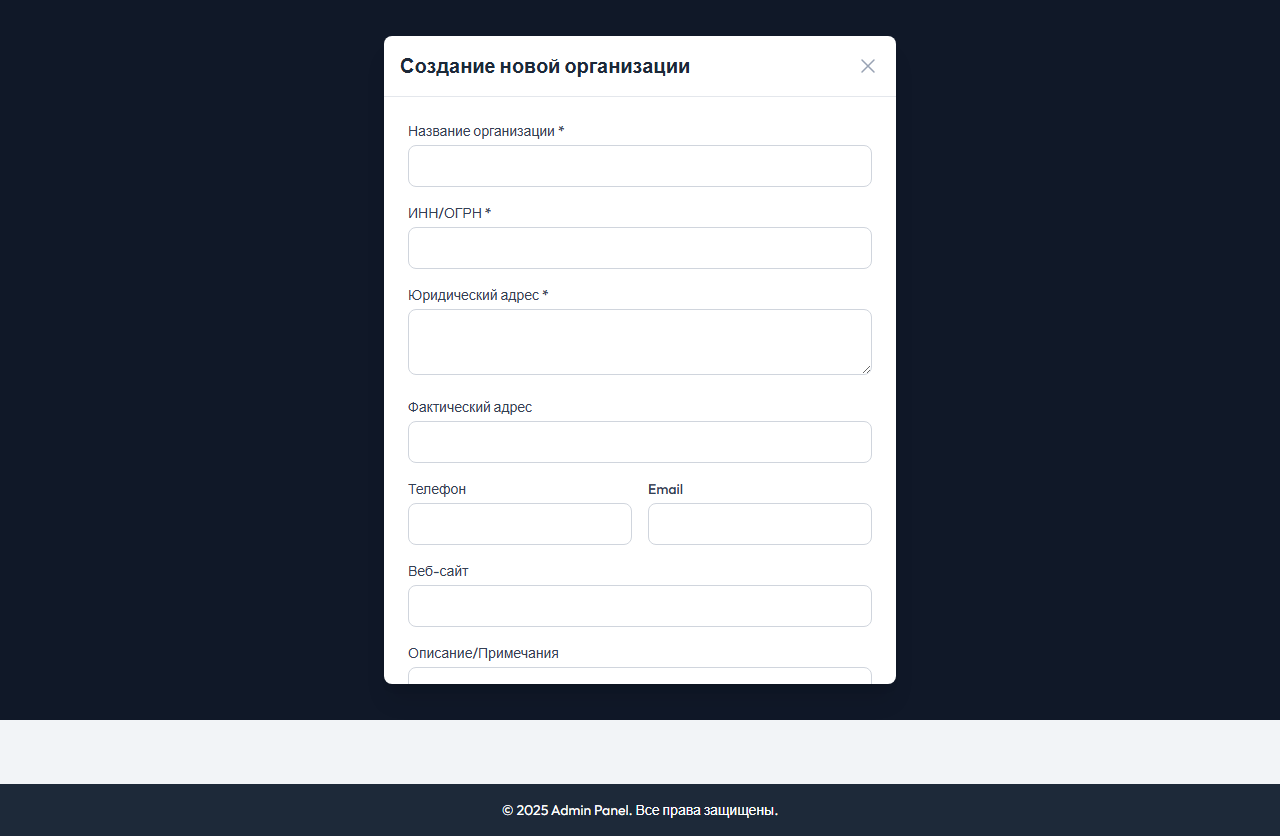 Создание новой организации
Название организации *
ИНН/ОГРН *
Юридический адрес *
Фактический адрес
Телефон
Email
Веб-сайт
Описание/Примечания
© 2025 Admin Panel. Все права защищены.